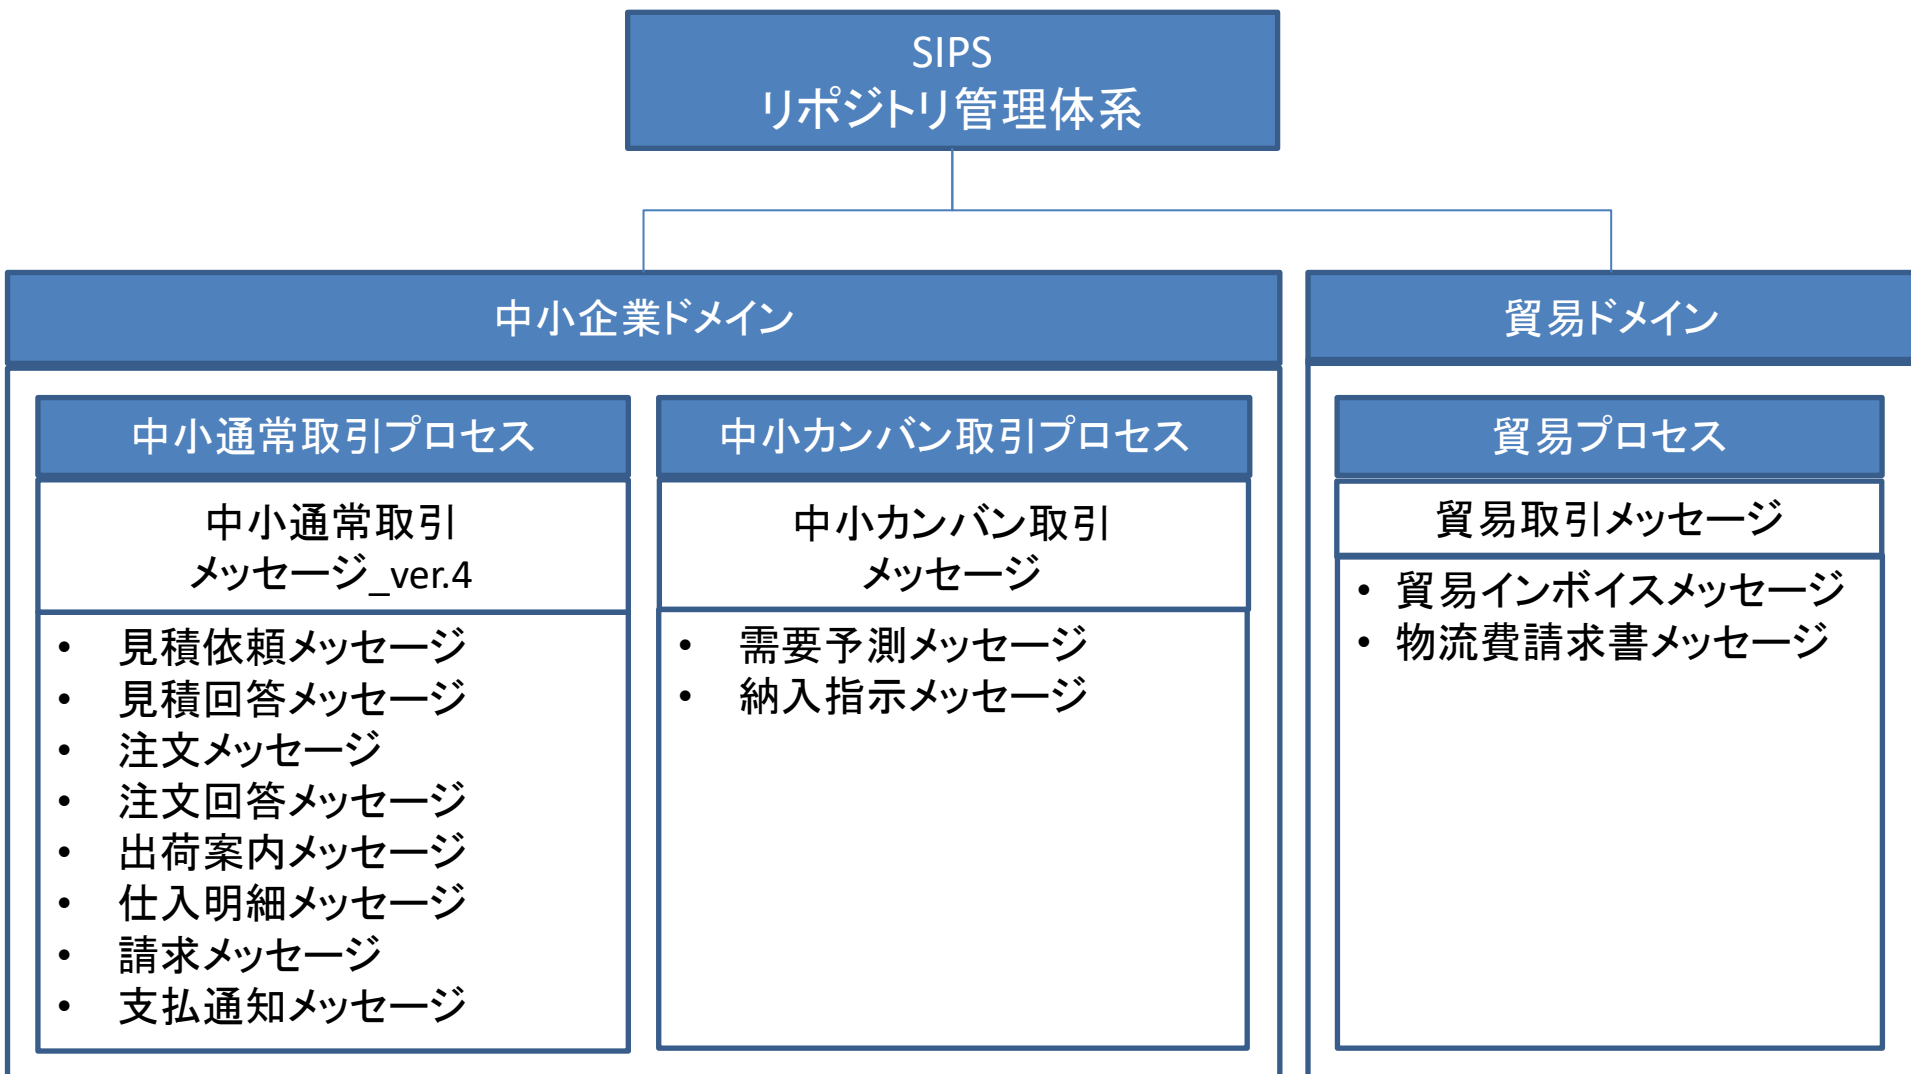 SIPS
リポジトリ管理体系
中小企業ドメイン
貿易ドメイン
中小通常取引プロセス
中小カンバン取引プロセス
貿易プロセス
中小通常取引
メッセージ_ver.4
• 見積依頼メッセージ
• 見積回答メッセージ
• 注文メッセージ
• 注文回答メッセージ
• 出荷案内メッセージ
• 仕入明細メッセージ
• 請求メッセージ
• 支払通知メッセージ
中小カンバン取引
メッセージ
• 需要予測メッセージ
• 納入指示メッセージ
貿易取引メッセージ
• 貿易インボイスメッセージ
• 物流費請求書メッセージ